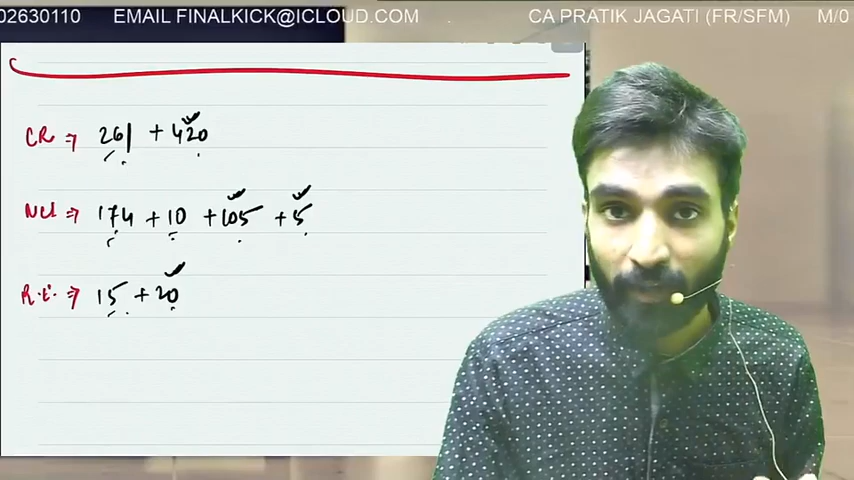 02630110 EMAIL FINALKICK@ICLOUD.COM CA PRATIK JAGATI (FR/SFM) M/0
CR ⇒ 261 + 420
NCI ⇒ 174 + 10 + 105 + 5
R.E. ⇒ 15 + 20